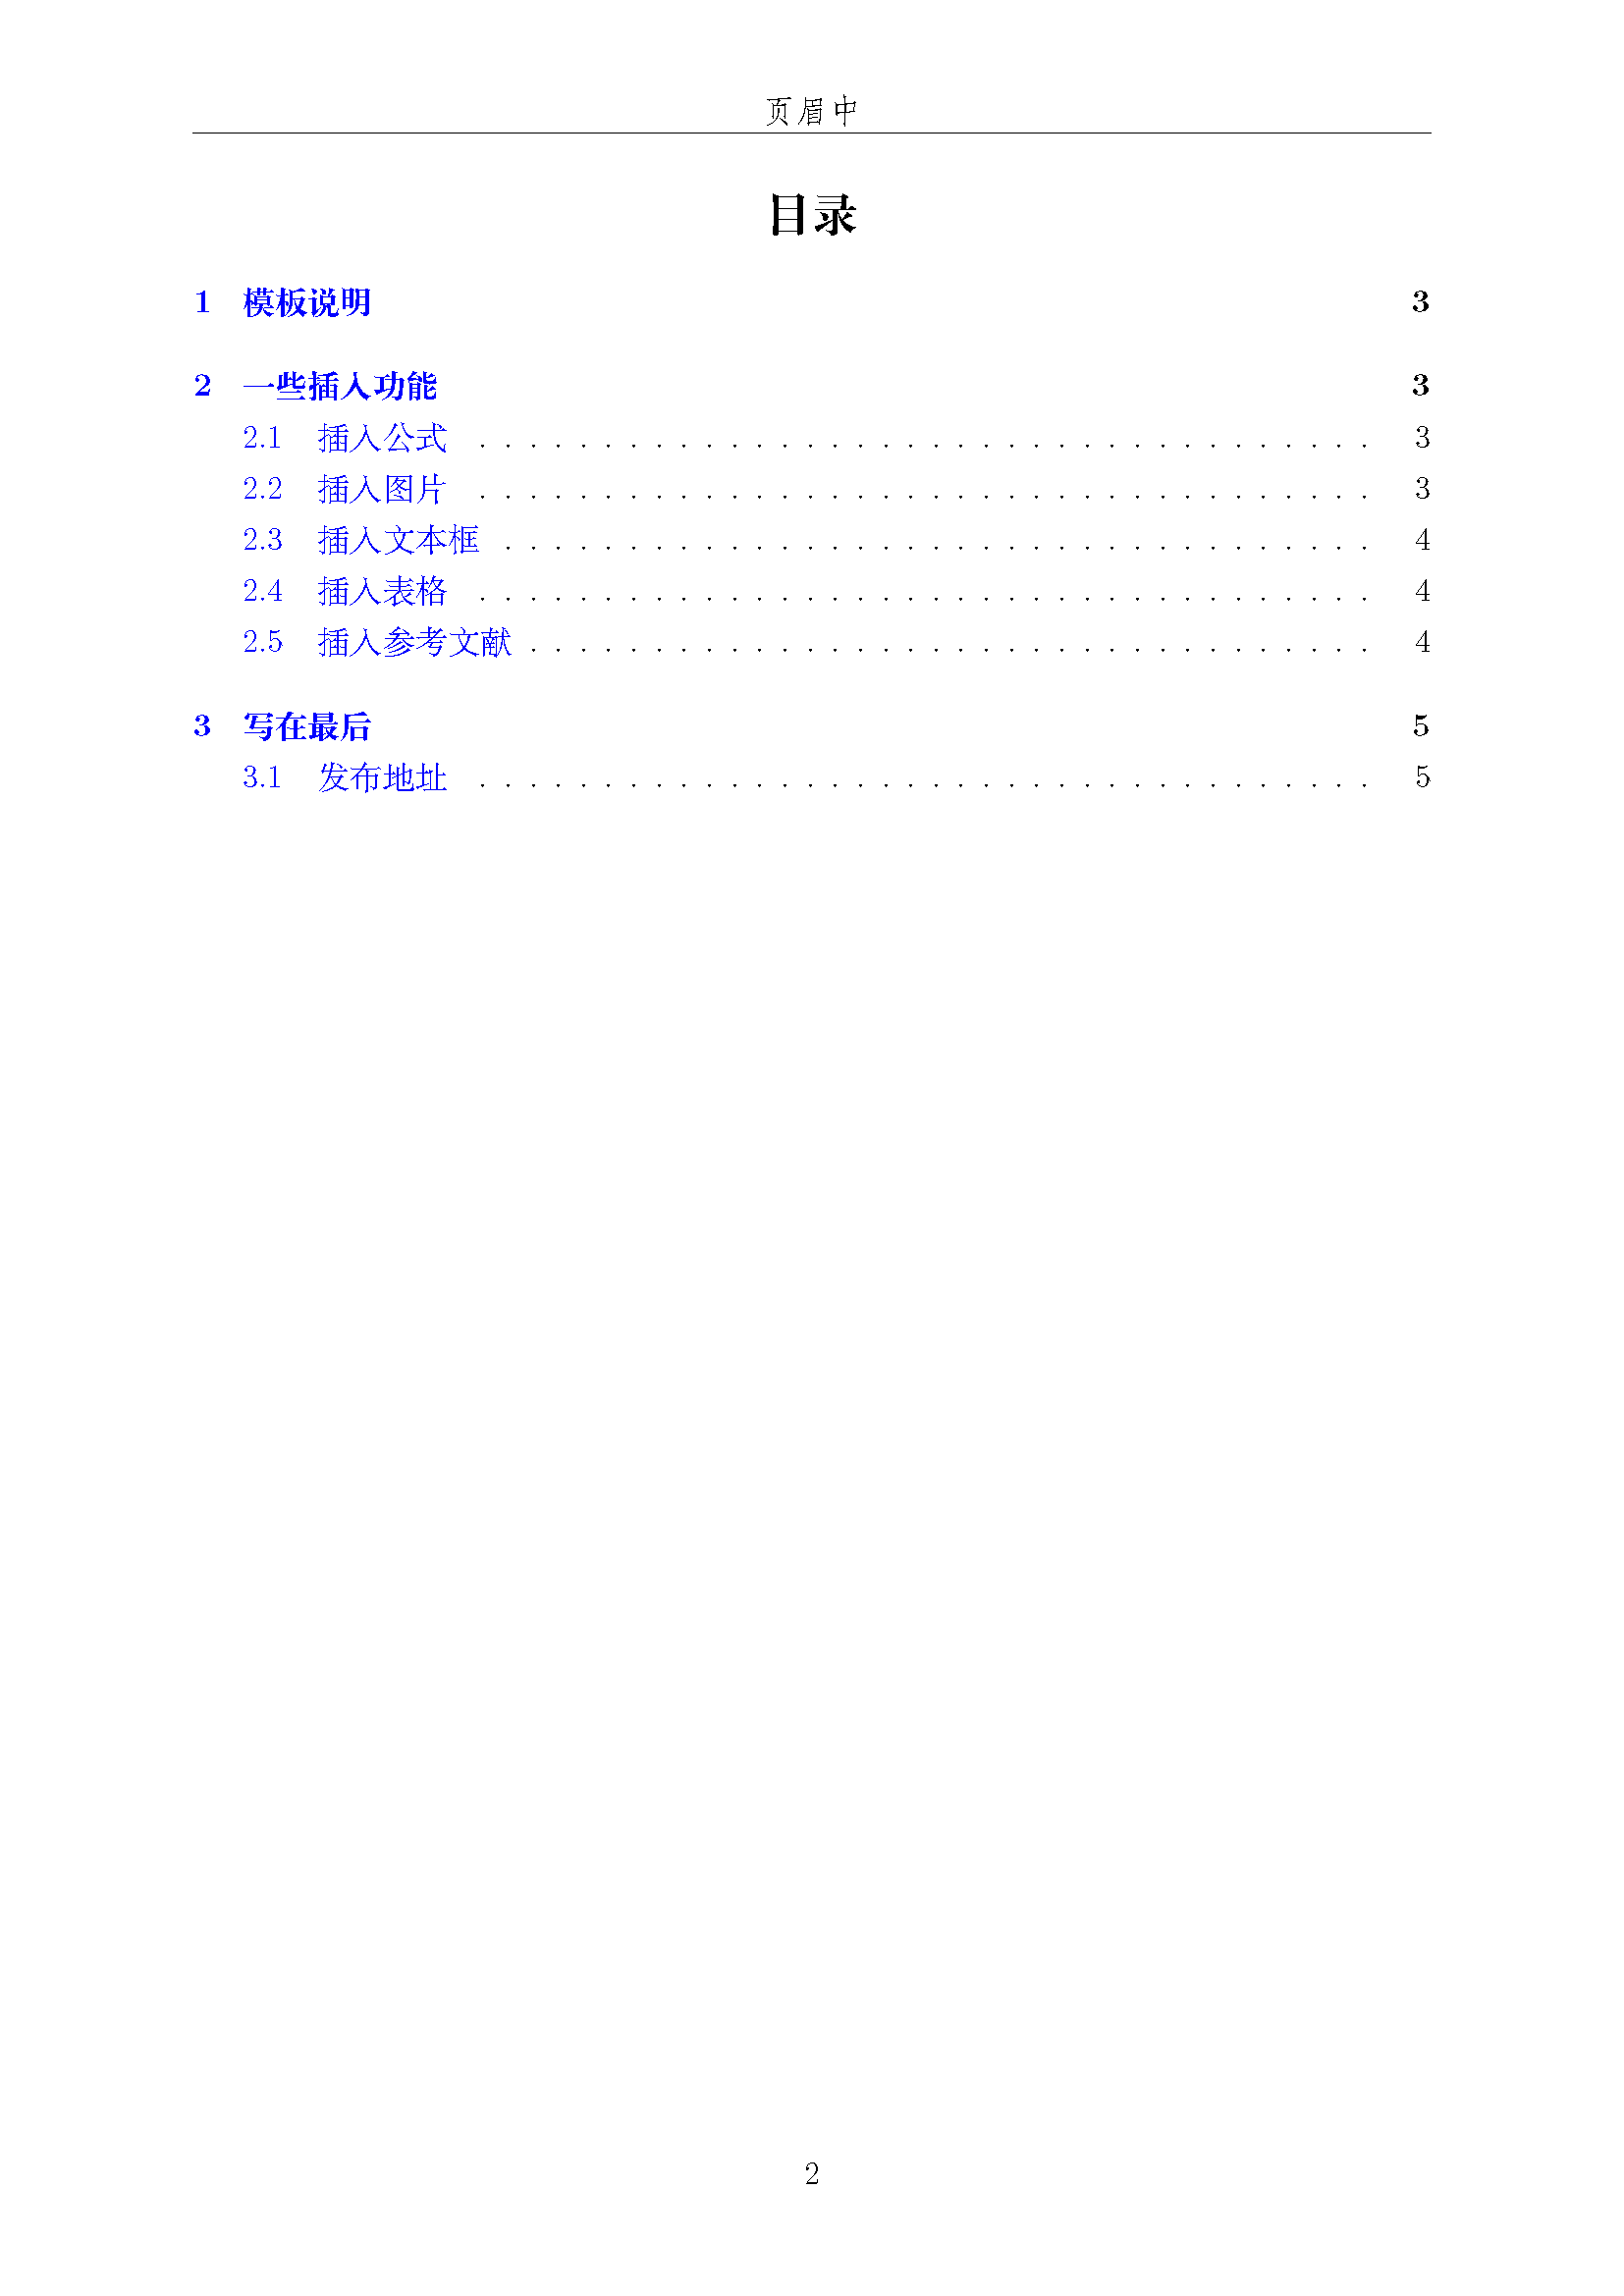 页眉中
目录
1 模板说明 3
2 一些插入功能 3
2.1 插入公式 . . . . . . . . . . . . . . . . . . . . . . . . . . . . . . . . . . . . 3
2.2 插入图片 . . . . . . . . . . . . . . . . . . . . . . . . . . . . . . . . . . . . 3
2.3 插入文本框 . . . . . . . . . . . . . . . . . . . . . . . . . . . . . . . . . . . 4
2.4 插入表格 . . . . . . . . . . . . . . . . . . . . . . . . . . . . . . . . . . . . 4
2.5 插入参考文献 . . . . . . . . . . . . . . . . . . . . . . . . . . . . . . . . . . 4
3 写在最后 5
3.1 发布地址 . . . . . . . . . . . . . . . . . . . . . . . . . . . . . . . . . . . . 5
2